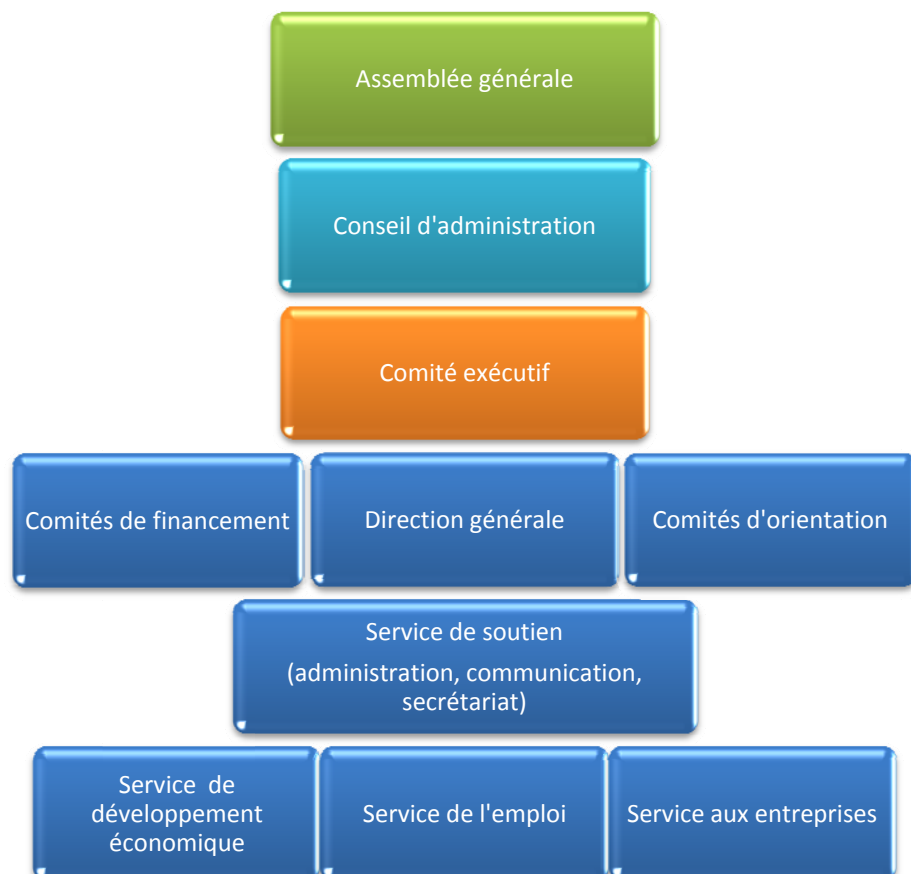 Assemblée générale
Conseil d'administration
Comité exécutif
Comités de financement
Direction générale
Comités d'orientation
Service de soutien
(administration, communication,
secrétariat)
Service de
développement
économique
Service de l'emploi
Service aux entreprises